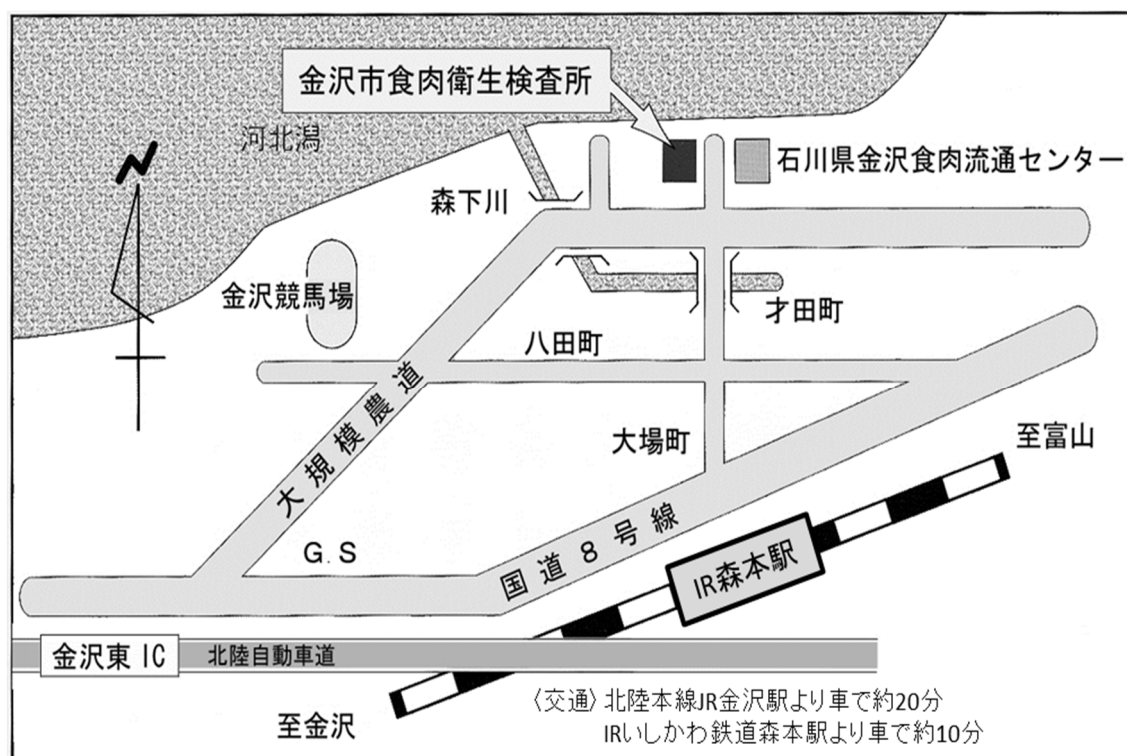 金沢市食肉衛生検査所
河北潟
石川県金沢食肉流通センター
森下川
金沢競馬場
才田町
八田町
大規模農道
大場町
至富山
G.S
国道8号線
IR森本駅
金沢東IC
北陸自動車道
至金沢
〈交通〉北陸本線JR金沢駅より車で約20分
IRいしかわ鉄道森本駅より車で約10分